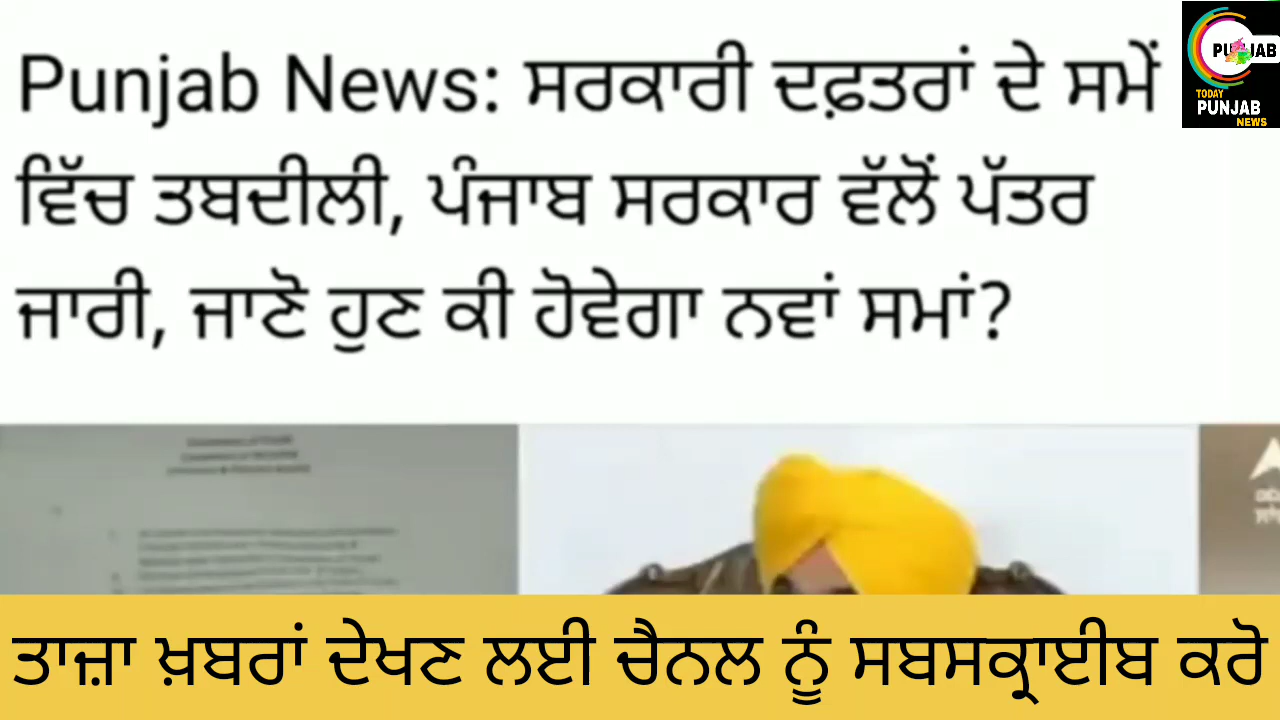 Punjab News: ਸਰਕਾਰੀ ਦਫ਼ਤਰਾਂ ਦੇ ਸਮੇਂ
ਵਿੱਚ ਤਬਦੀਲੀ, ਪੰਜਾਬ ਸਰਕਾਰ ਵੱਲੋਂ ਪੱਤਰ
ਜਾਰੀ, ਜਾਣੋ ਹੁਣ ਕੀ ਹੋਵੇਗਾ ਨਵਾਂ ਸਮਾਂ?
PUNJAB
TODAY
PUNJAB
NEWS
ਤਾਜ਼ਾ ਖ਼ਬਰਾਂ ਦੇਖਣ ਲਈ ਚੈਨਲ ਨੂੰ ਸਬਸਕ੍ਰਾਈਬ ਕਰੋ